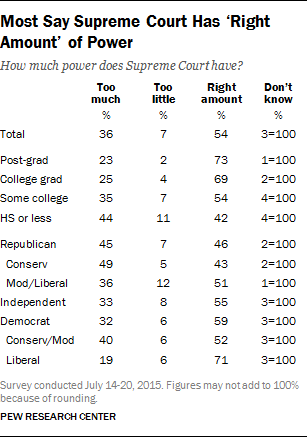 Most Say Supreme Court Has ‘Right
Amount’ of Power
How much power does Supreme Court have?
Too much Too little Right amount Don’t know
% % % %
Total 36 7 54 3=100
Post-grad 23 2 73 1=100
College grad 25 4 69 2=100
Some college 35 7 54 4=100
HS or less 44 11 42 4=100
Republican 45 7 46 2=100
Conserv 49 5 43 2=100
Mod/Liberal 36 12 51 1=100
Independent 33 8 55 3=100
Democrat 32 6 59 3=100
Conserv/Mod 40 6 52 3=100
Liberal 19 6 71 3=100
Survey conducted July 14-20, 2015. Figures may not add to 100%
because of rounding.
PEW RESEARCH CENTER